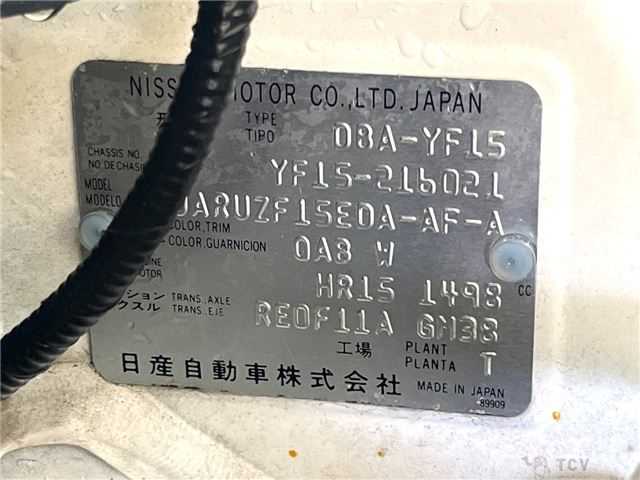 NISS MOTOR CO.,LTD. JAPAN
TYPE
TIPO DBA-YF15
CHASSIS NO.
NO. DE CHASIS YF15-216021
MODEL
MODELO DARUZF15EDA-AF-A
COLOR, TRIM
COLOR, GUARNICION QAB W
HR15 1498 CC
TRANS., AXLE
TRANS., EJE RE0F11A GM38
工場 PLANT
PLANTA T
日産自動車株式会社 MADE IN JAPAN
89909
TCV